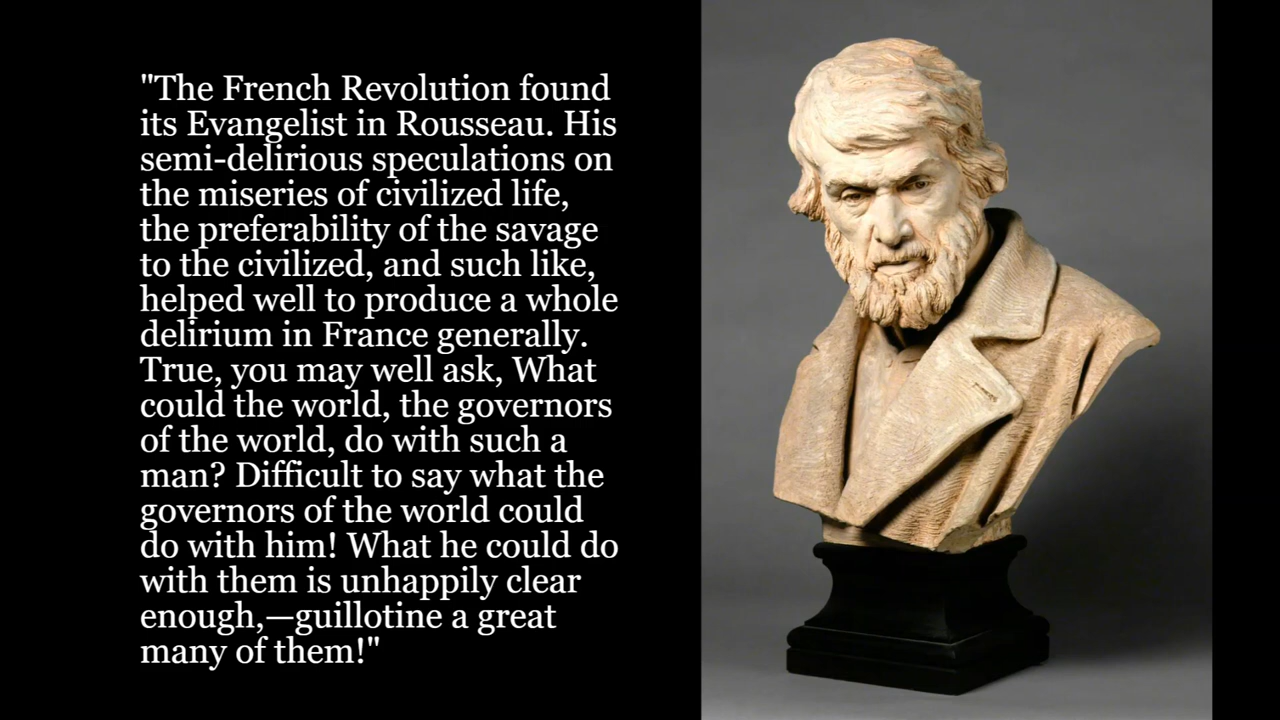 "The French Revolution found
its Evangelist in Rousseau. His
semi-delirious speculations on
the miseries of civilized life,
the preferability of the savage
to the civilized, and such like,
helped well to produce a whole
delirium in France generally.
True, you may well ask, What
could the world, the governors
of the world, do with such a
man? Difficult to say what the
governors of the world could
do with him! What he could do
with them is unhappily clear
enough,—guillotine a great
many of them!"